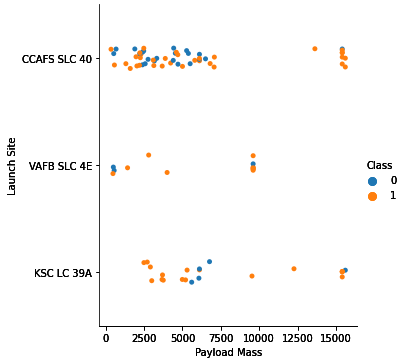 CCAFS SLC 40
VAFB SLC 4E
KSC LC 39A
Launch Site
0 2500 5000 7500 10000 12500 15000
Payload Mass
Class
0
1